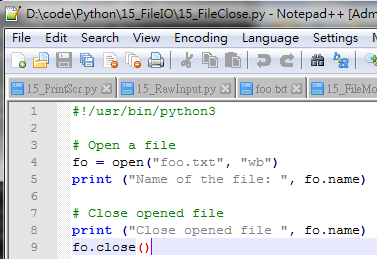 D:\code\Python\15_FileIO\15_FileClose.py - Notepad++ [Adm
File Edit Search View Encoding Language Settings
15_PrintScr.py 15_RawInput.py foo.txt 15_FileMo
1 #!/usr/bin/python3
2
3 # Open a file
4 fo = open("foo.txt", "wb")
5 print ("Name of the file: ", fo.name)
6
7 # Close opened file
8 print ("Close opened file ", fo.name)
9 fo.close()